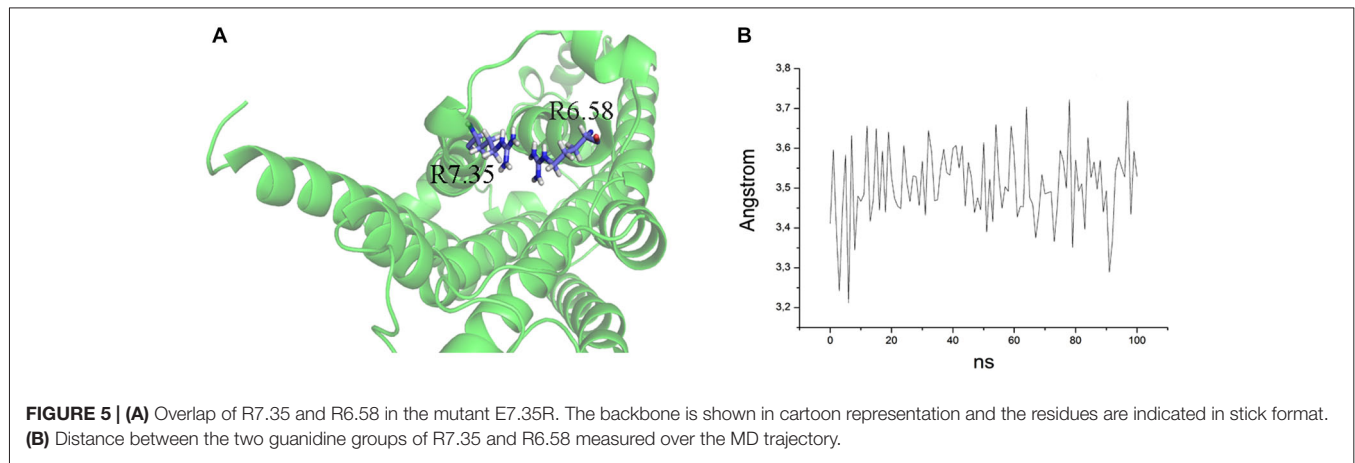 A
B
R6.58
R7.35
3,8
3,7
3,6
3,5
3,4
3,3
3,2
Angstrom
0
20
40
60
80
100
ns
FIGURE 5 | (A) Overlap of R7.35 and R6.58 in the mutant E7.35R. The backbone is shown in cartoon representation and the residues are indicated in stick format.
(B) Distance between the two guanidine groups of R7.35 and R6.58 measured over the MD trajectory.